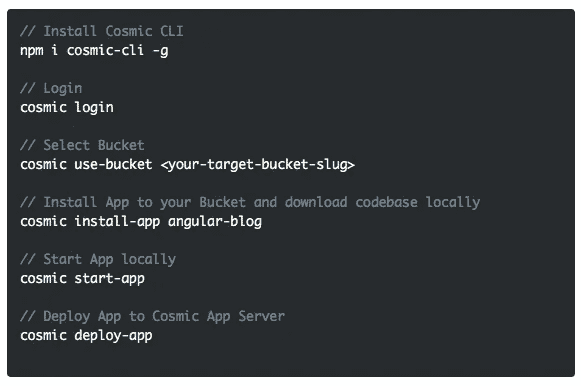 // Install Cosmic CLI
npm i cosmic-cli -g
// Login
cosmic login
// Select Bucket
cosmic use-bucket <your-target-bucket-slug>
// Install App to your Bucket and download codebase locally
cosmic install-app angular-blog
// Start App locally
cosmic start-app
// Deploy App to Cosmic App Server
cosmic deploy-app